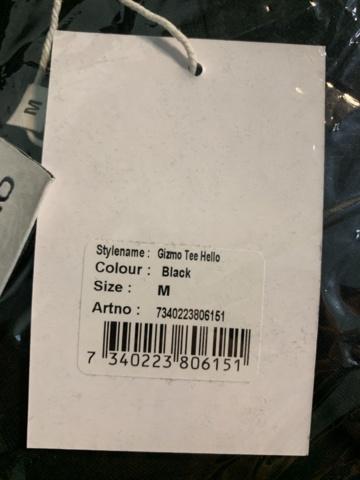 M
Stylename : Gizmo Tee Hello
Colour : Black
Size : M
Artno : 7340223806151
7 340223 806151